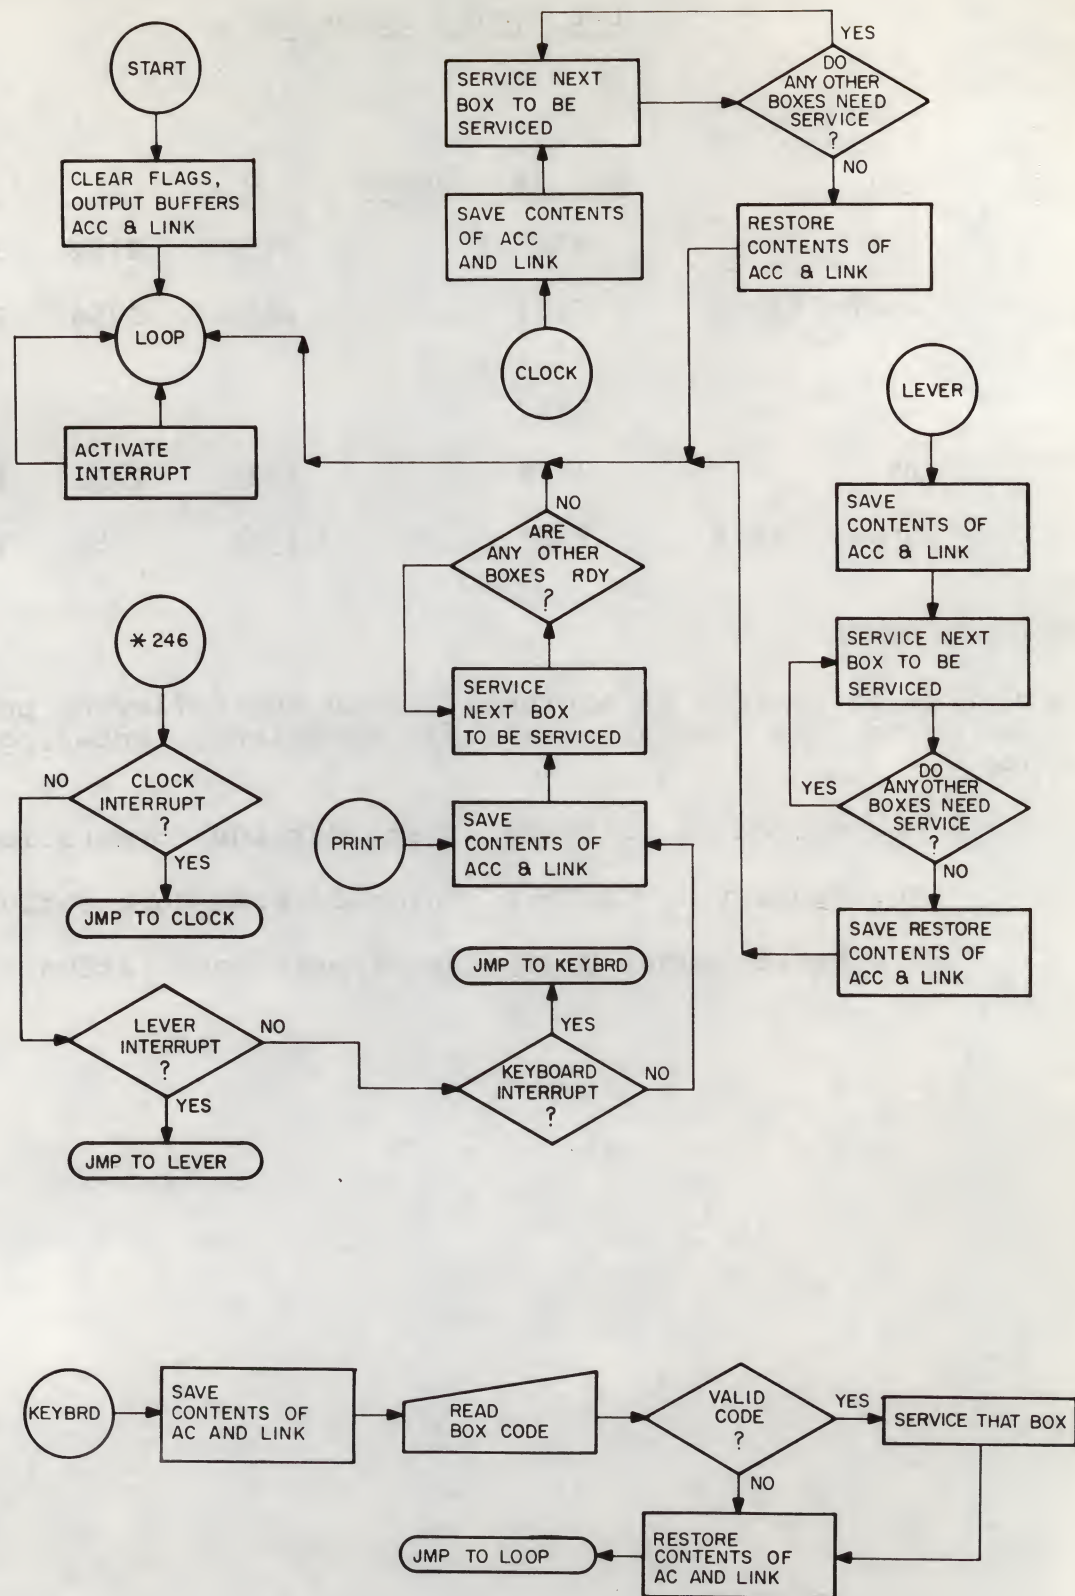 START
CLEAR FLAGS,
OUTPUT BUFFERS
ACC & LINK
LOOP
ACTIVATE
INTERRUPT
SERVICE NEXT
BOX TO BE
SERVICED
YES
DO
ANY OTHER
BOXES NEED
SERVICE
?
NO
SAVE CONTENTS
OF ACC
AND LINK
RESTORE
CONTENTS OF
ACC & LINK
CLOCK
LEVER
SAVE
CONTENTS OF
ACC & LINK
SERVICE NEXT
BOX TO BE
SERVICED
YES
DO
ANYOTHER
BOXES NEED
SERVICE
?
NO
SAVE RESTORE
CONTENTS OF
ACC & LINK
NO
ARE
ANY OTHER
BOXES RDY
?
SERVICE
NEXT BOX
TO BE SERVICED
PRINT
SAVE
CONTENTS OF
ACC & LINK
* 246
NO
CLOCK
INTERRUPT
?
YES
JMP TO CLOCK
LEVER
INTERRUPT
?
NO
YES
JMP TO LEVER
JMP TO KEYBRD
YES
KEYBOARD
INTERRUPT
?
NO
KEYBRD
SAVE
CONTENTS OF
AC AND LINK
READ
BOX CODE
VALID
CODE
?
YES
SERVICE THAT BOX
NO
RESTORE
CONTENTS OF
AC AND LINK
JMP TO LOOP